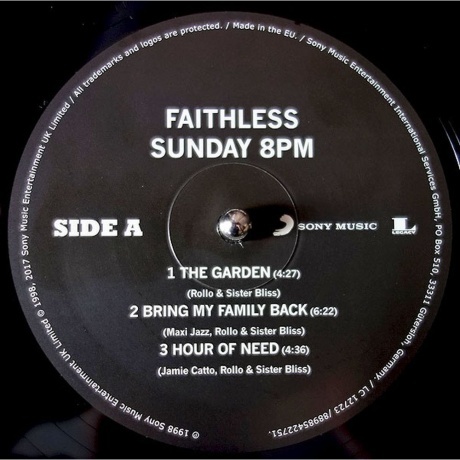 FAITHLESS
SUNDAY 8PM
SIDE A
SONY MUSIC
L
LEGACY
1 THE GARDEN (4:27)
(Rollo & Sister Bliss)
2 BRING MY FAMILY BACK (6:22)
(Maxi Jazz, Rollo & Sister Bliss)
3 HOUR OF NEED (4:36)
(Jamie Catto, Rollo & Sister Bliss)
℗ 1998 Sony Music Entertainment UK Limited © 1998, 2017 Sony Music Entertainment UK Limited / All trademarks and logos are protected. / Made in the EU. / Sony Music Entertainment International Services GmbH, PO Box 510, 33311 Gütersloh, Germany. / LC 12723 / 88985422751.